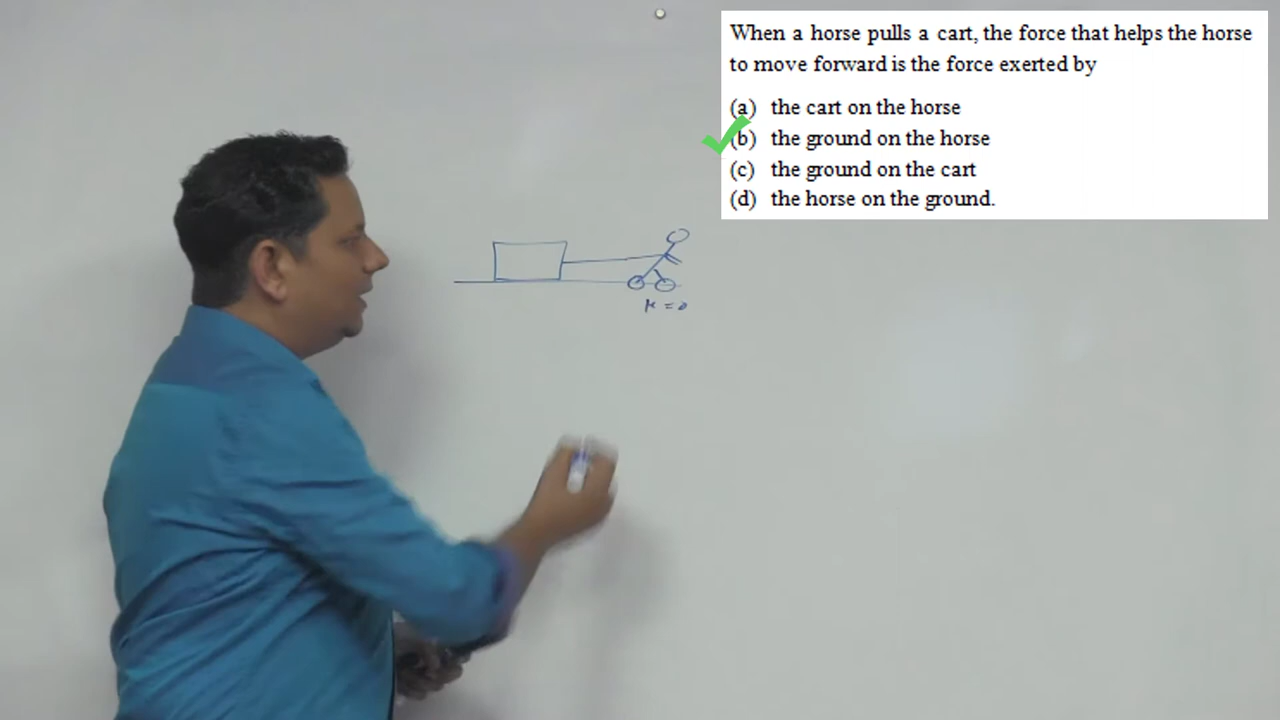 When a horse pulls a cart, the force that helps the horse
to move forward is the force exerted by
(a) the cart on the horse
(b) the ground on the horse
(c) the ground on the cart
(d) the horse on the ground.
μ = 0